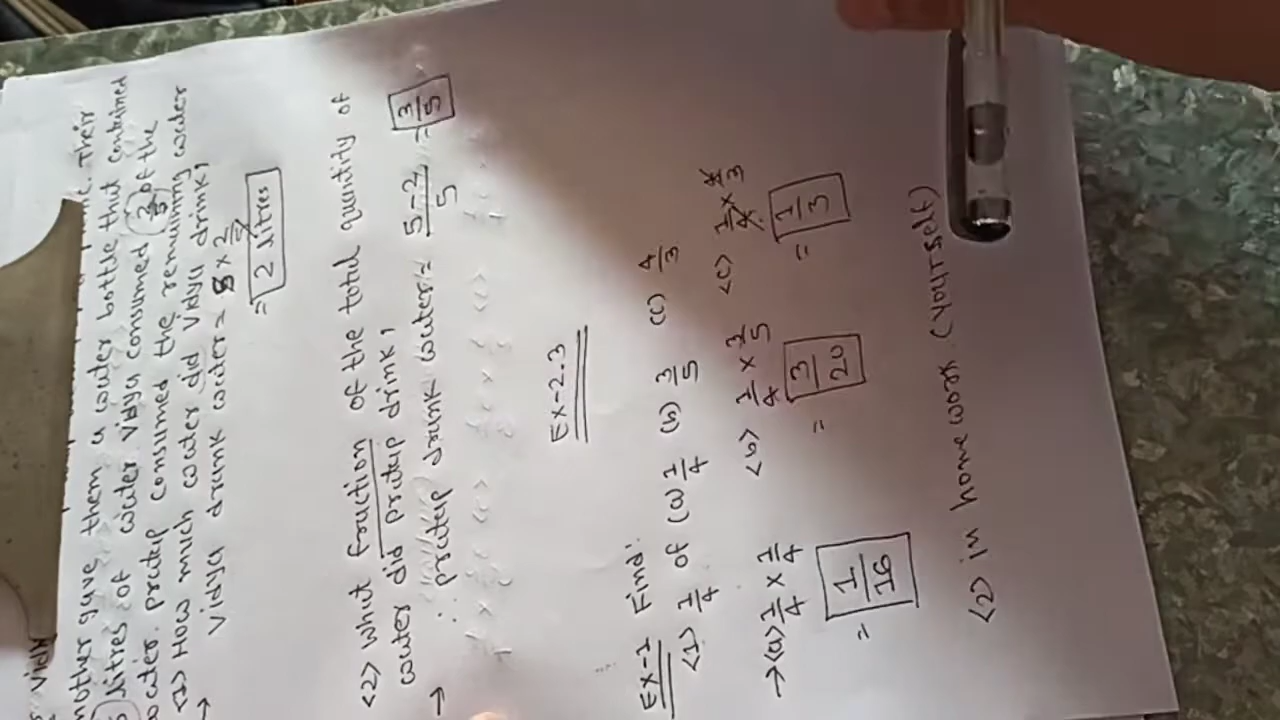 Vidh
their
mother gave them a water bottle that contained
5 litres of water. Vidya consumed (2/5) of the
water. pratap consumed the remaining water
<1> How much water did Vidya drink?
→ Vidya drank water = 5 × 2/5
= 2 litres
<2> What fraction of the total quantity of
water did pratap drink?
→ ∴ pratap drink water = 5-2/5 = 3/5
Ex-2.3
Ex-1 Find:
<1> 1/4 of (a) 1/4 (b) 3/5 (c) 4/3
→ <a> 1/4 × 1/4 <b> 1/4 × 3/5 <c> 1/4 × 4/3
= 1/16 = 3/20 = 1/3
<2> in home work (yourself)